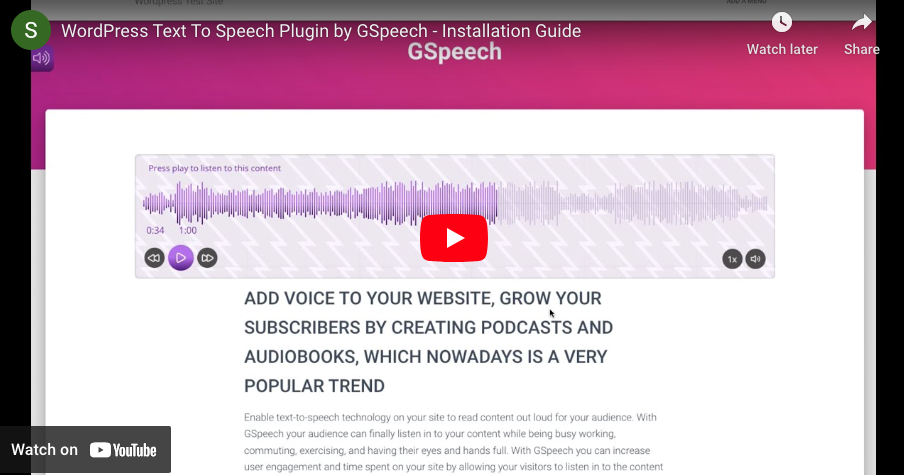 Wordpress Test Site
ADD A MENU
S
WordPress Text To Speech Plugin by GSpeech - Installation Guide
Watch later
Share
GSpeech
Press play to listen to this content
0:34 1:00
1x
ADD VOICE TO YOUR WEBSITE, GROW YOUR
SUBSCRIBERS BY CREATING PODCASTS AND
AUDIOBOOKS, WHICH NOWADAYS IS A VERY
POPULAR TREND
Enable text-to-speech technology on your site to read content out loud for your audience. With
GSpeech your audience can finally listen in to your content while being busy working,
commuting, exercising, and having their eyes and hands full. With GSpeech you can increase
user engagement and time spent on your site by allowing your visitors to listen in to the content
Watch on YouTube